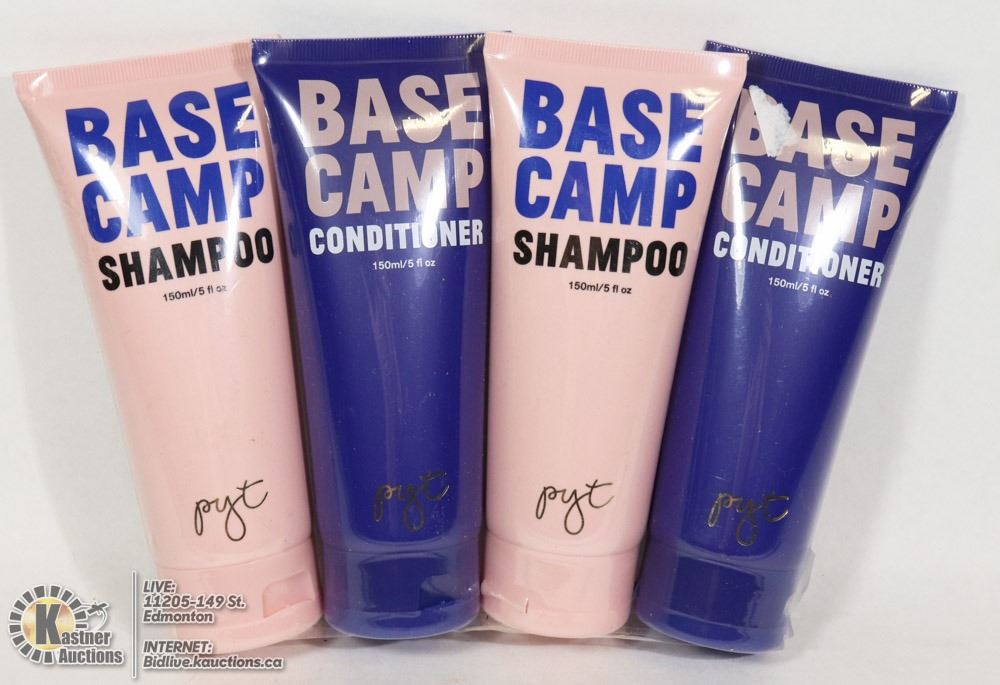 BASE
CAMP
SHAMPOO
150ml/5 fl oz
pyt
BASE
CAMP
CONDITIONER
150ml/5 fl oz
pyt
BASE
CAMP
SHAMPOO
150ml/5 fl oz
pyt
BASE
CAMP
CONDITIONER
150ml/5 fl oz
pyt
Kastner
Auctions
LIVE:
11205-149 St.
Edmonton
INTERNET:
Bidlive.kauctions.ca